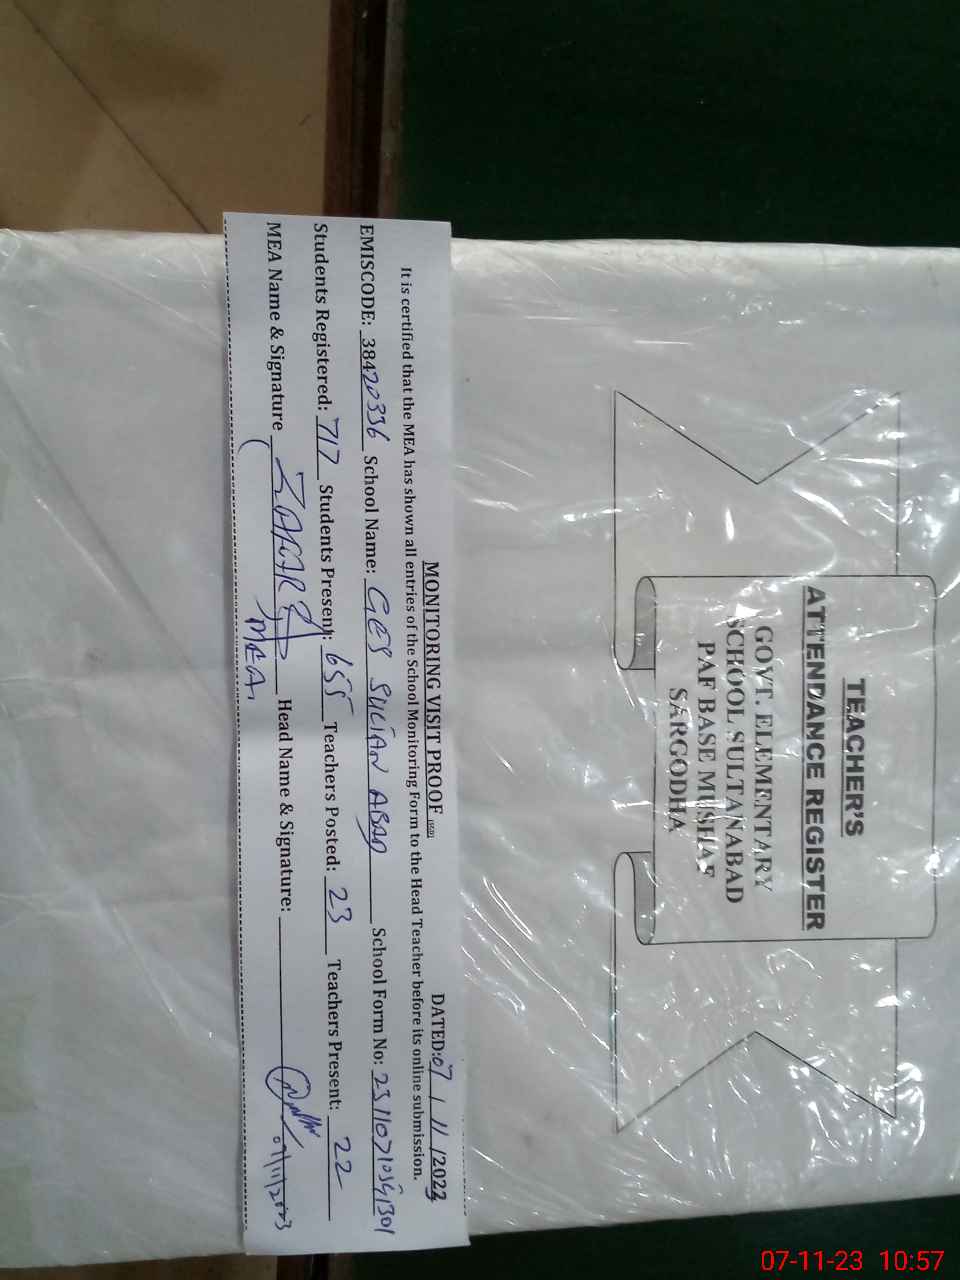 TEACHER'S
ATTENDANCE REGISTER
GOVT. ELEMENTARY
SCHOOL SULTANABAD
PAF BASE MUSHAF
SARGODHA
MONITORING VISIT PROOF
DATED: 07 / 11 /2023
It is certified that the MEA has shown all entries of the School Monitoring Form to the Head Teacher before its online submission.
EMISCODE: 38420336 School Name: GES SULTAN ABAD School Form No:
Students Registered: 717 Students Present: 655 Teachers Posted: 23 Teachers Present: 22
MEA Name & Signature ZAFAR Head Name & Signature:
MEA. 07/11/2023
07-11-23 10:57